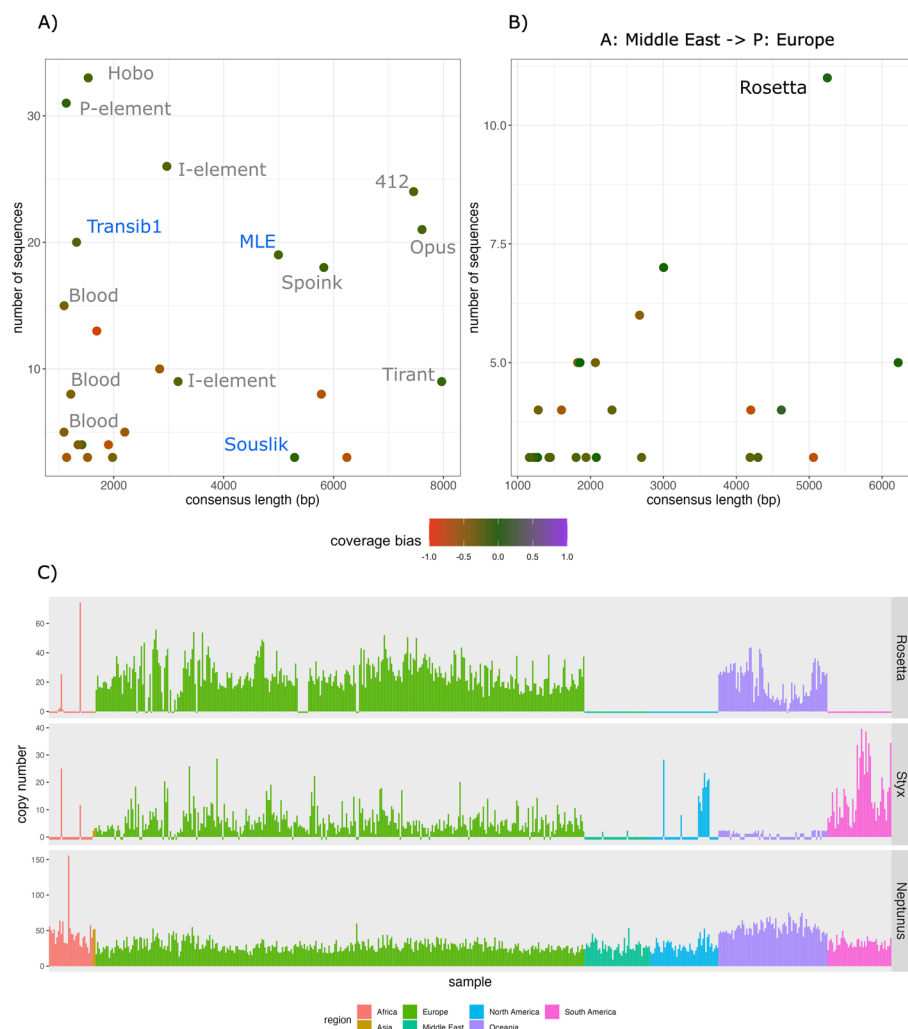 A)
B)
A: Middle East -> P: Europe
Hobo
P-element
I-element
412
Transib1
MLE
Opus
Spoink
Blood
Blood
I-element
Tirant
Blood
Souslik
30
20
10
number of sequences
2000
4000
6000
8000
consensus length (bp)
Rosetta
10.0
7.5
5.0
number of sequences
1000
2000
3000
4000
5000
6000
consensus length (bp)
coverage bias
-1.0
-0.5
0.0
0.5
1.0
C)
60
40
20
0
Rosetta
40
30
20
10
0
Styx
150
100
50
0
Neptunus
copy number
sample
region
Africa
Europe
North America
South America
Asia
Middle East
Oceania